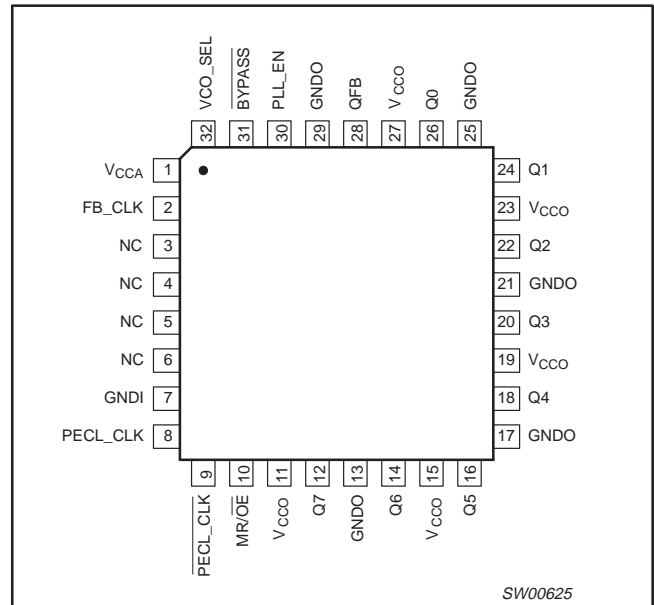 VCO_SEL
BYPASS
PLL_EN
GNDO
QFB
VCCO
Q0
GNDO
32
31
30
29
28
27
26
25
VCCA 1
FB_CLK 2
NC 3
NC 4
NC 5
NC 6
GNDI 7
PECL_CLK 8
24 Q1
23 VCCO
22 Q2
21 GNDO
20 Q3
19 VCCO
18 Q4
17 GNDO
9
10
11
12
13
14
15
16
PECL_CLK
MR/OE
VCCO
Q7
GNDO
Q6
VCCO
Q5
SW00625